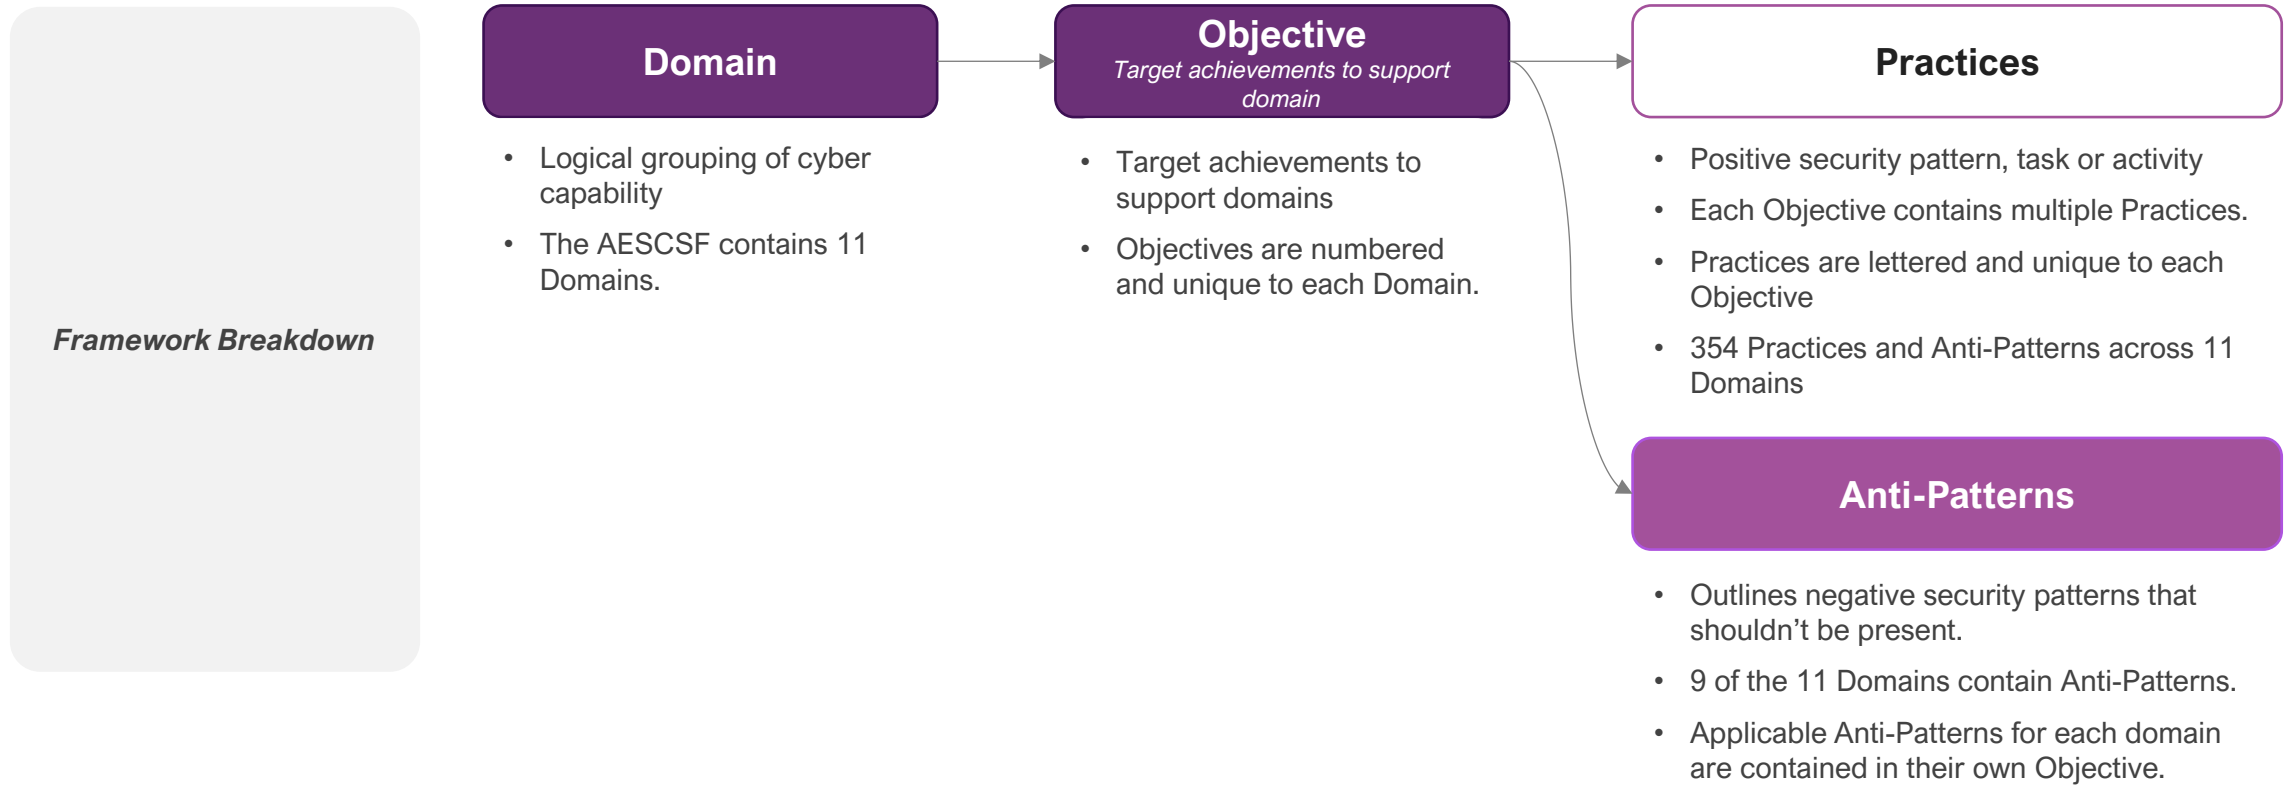 Framework Breakdown
Domain
• Logical grouping of cyber
capability
• The AESCSF contains 11
Domains.
Objective
Target achievements to support
domain
• Target achievements to
support domains
• Objectives are numbered
and unique to each Domain.
Practices
• Positive security pattern, task or activity
• Each Objective contains multiple Practices.
• Practices are lettered and unique to each
Objective
• 354 Practices and Anti-Patterns across 11
Domains
Anti-Patterns
• Outlines negative security patterns that
shouldn’t be present.
• 9 of the 11 Domains contain Anti-Patterns.
• Applicable Anti-Patterns for each domain
are contained in their own Objective.